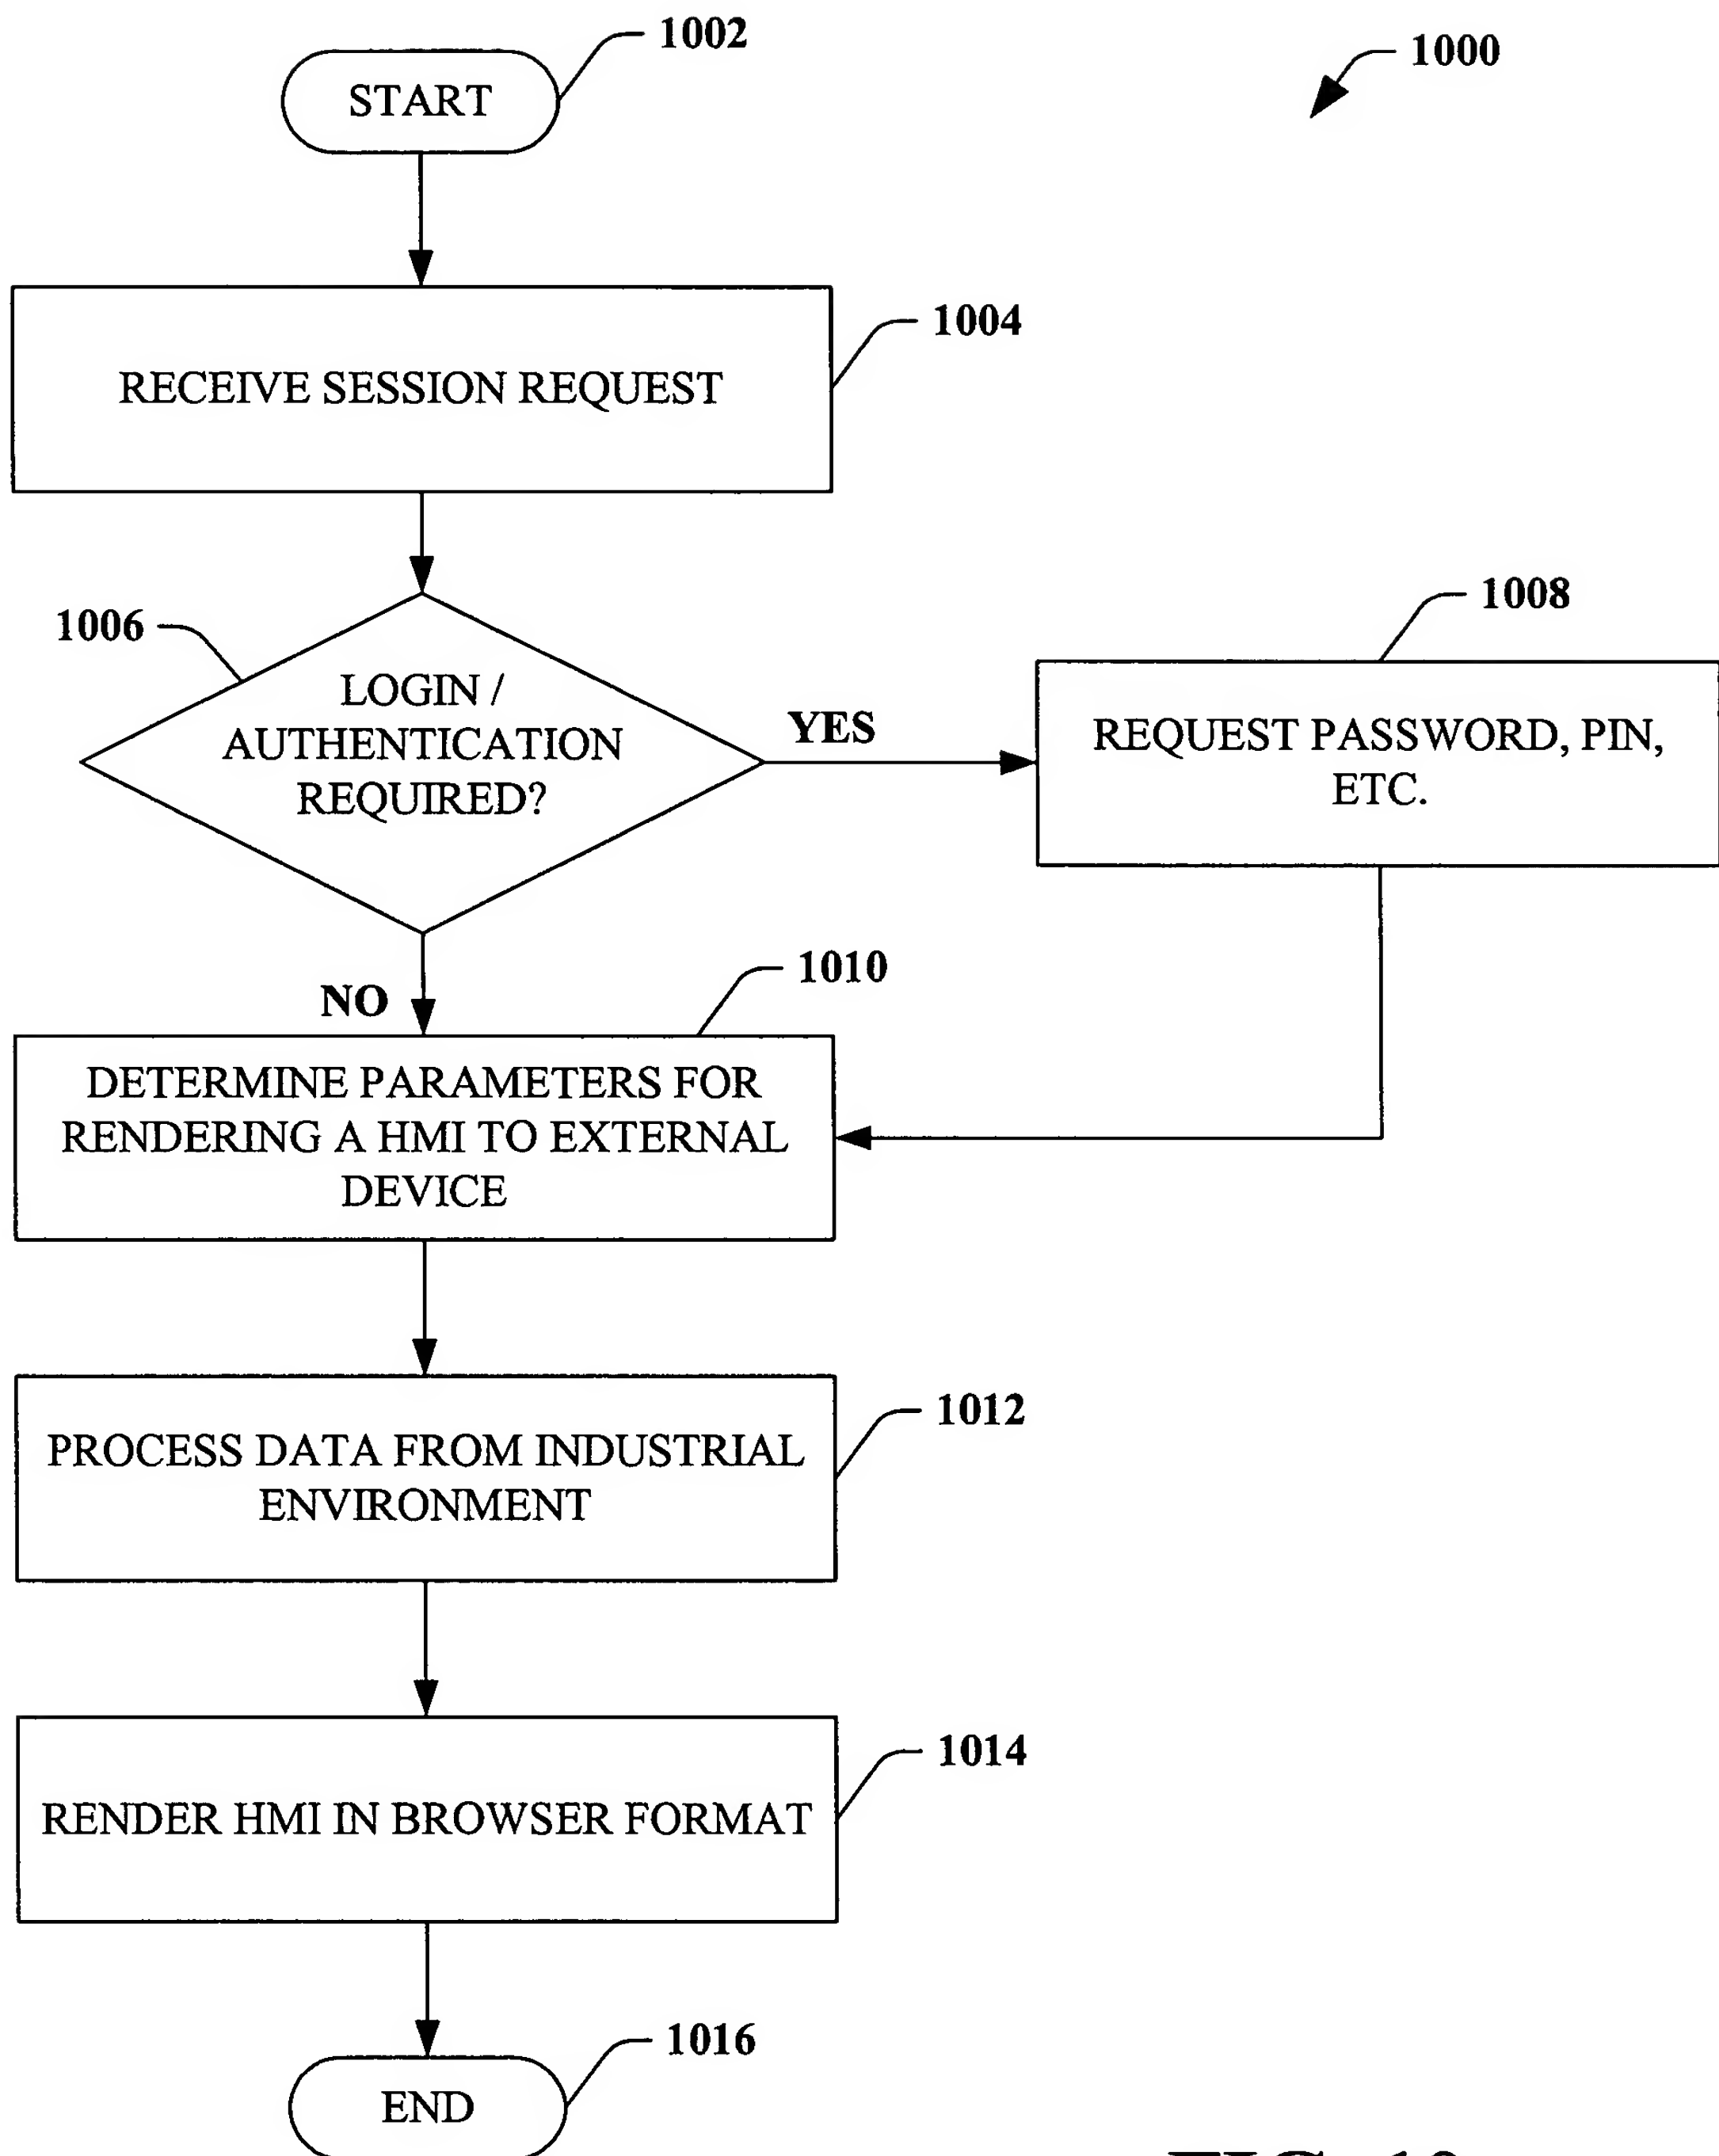 1002
1000
START
1004
RECEIVE SESSION REQUEST
1006
1008
LOGIN /
AUTHENTICATION
REQUIRED?
YES
REQUEST PASSWORD, PIN,
ETC.
NO
1010
DETERMINE PARAMETERS FOR
RENDERING A HMI TO EXTERNAL
DEVICE
1012
PROCESS DATA FROM INDUSTRIAL
ENVIRONMENT
1014
RENDER HMI IN BROWSER FORMAT
1016
END